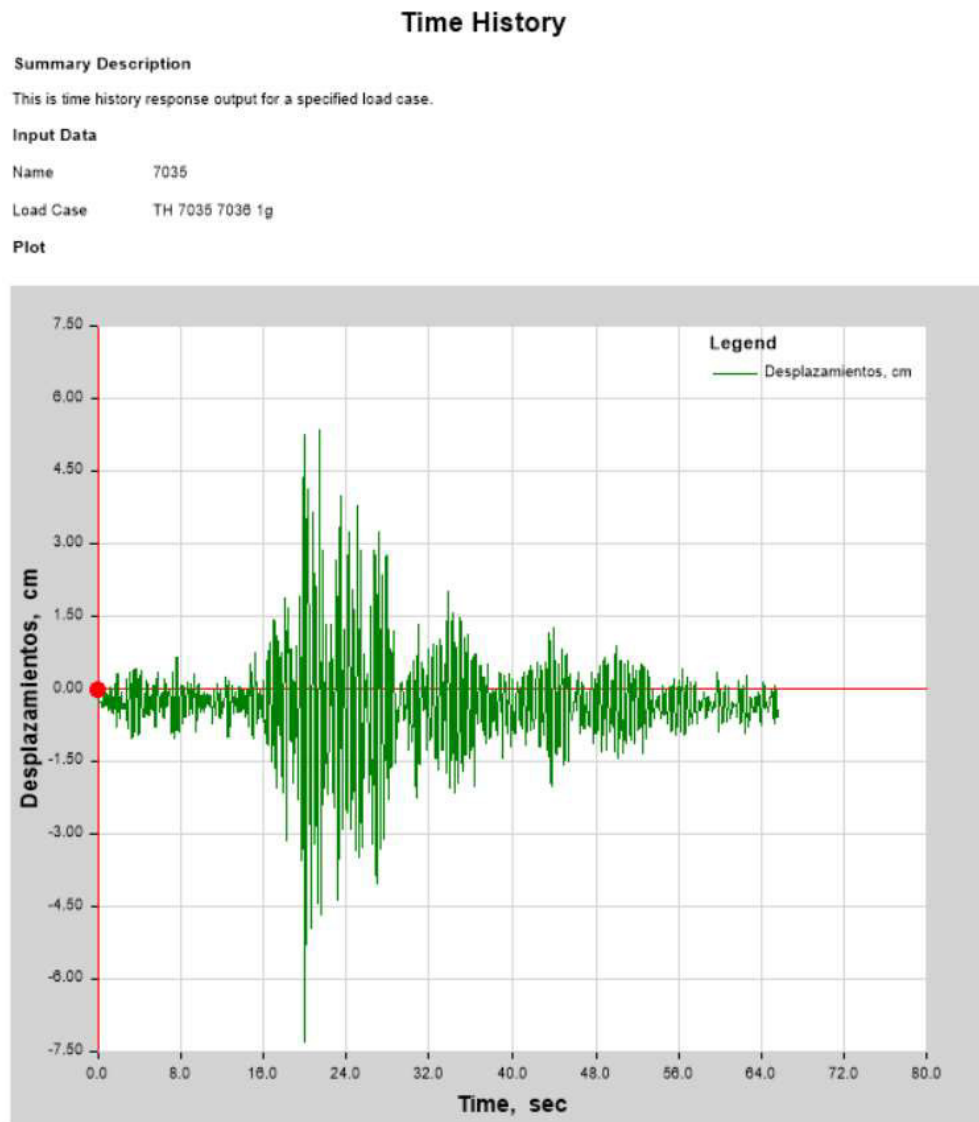 Time History
Summary Description
This is time history response output for a specified load case.
Input Data
Name 7035
Load Case TH 7035 7036 1g
Plot
Legend
Desplazamientos, cm
7.50
6.00
4.50
3.00
1.50
0.00
-1.50
-3.00
-4.50
-6.00
-7.50
Desplazamientos, cm
0.0 8.0 16.0 24.0 32.0 40.0 48.0 56.0 64.0 72.0 80.0
Time, sec